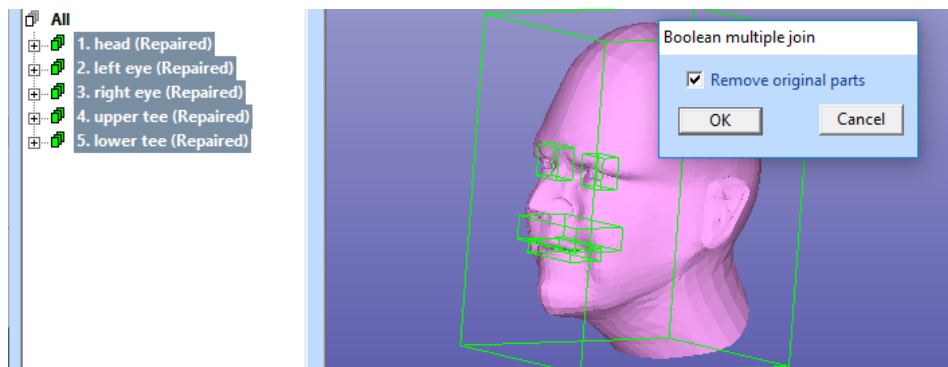 All
1. head (Repaired)
2. left eye (Repaired)
3. right eye (Repaired)
4. upper tee (Repaired)
5. lower tee (Repaired)
Boolean multiple join
Remove original parts
OK
Cancel